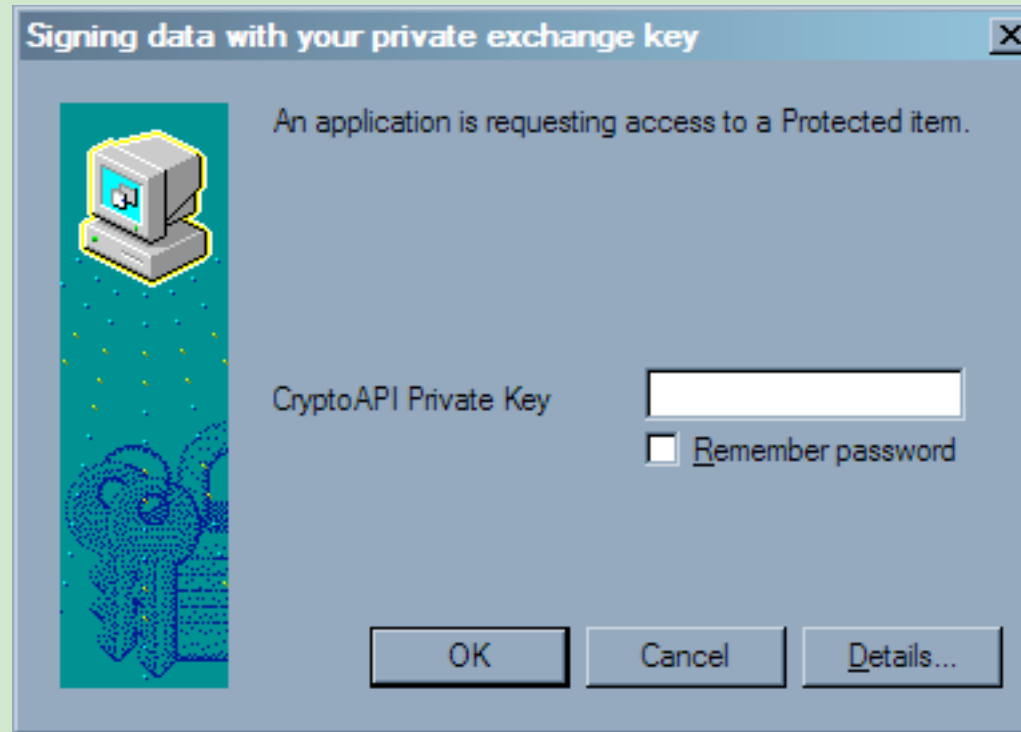 Signing data with your private exchange key
An application is requesting access to a Protected item.
CryptoAPI Private Key
Remember password
OK Cancel Details...